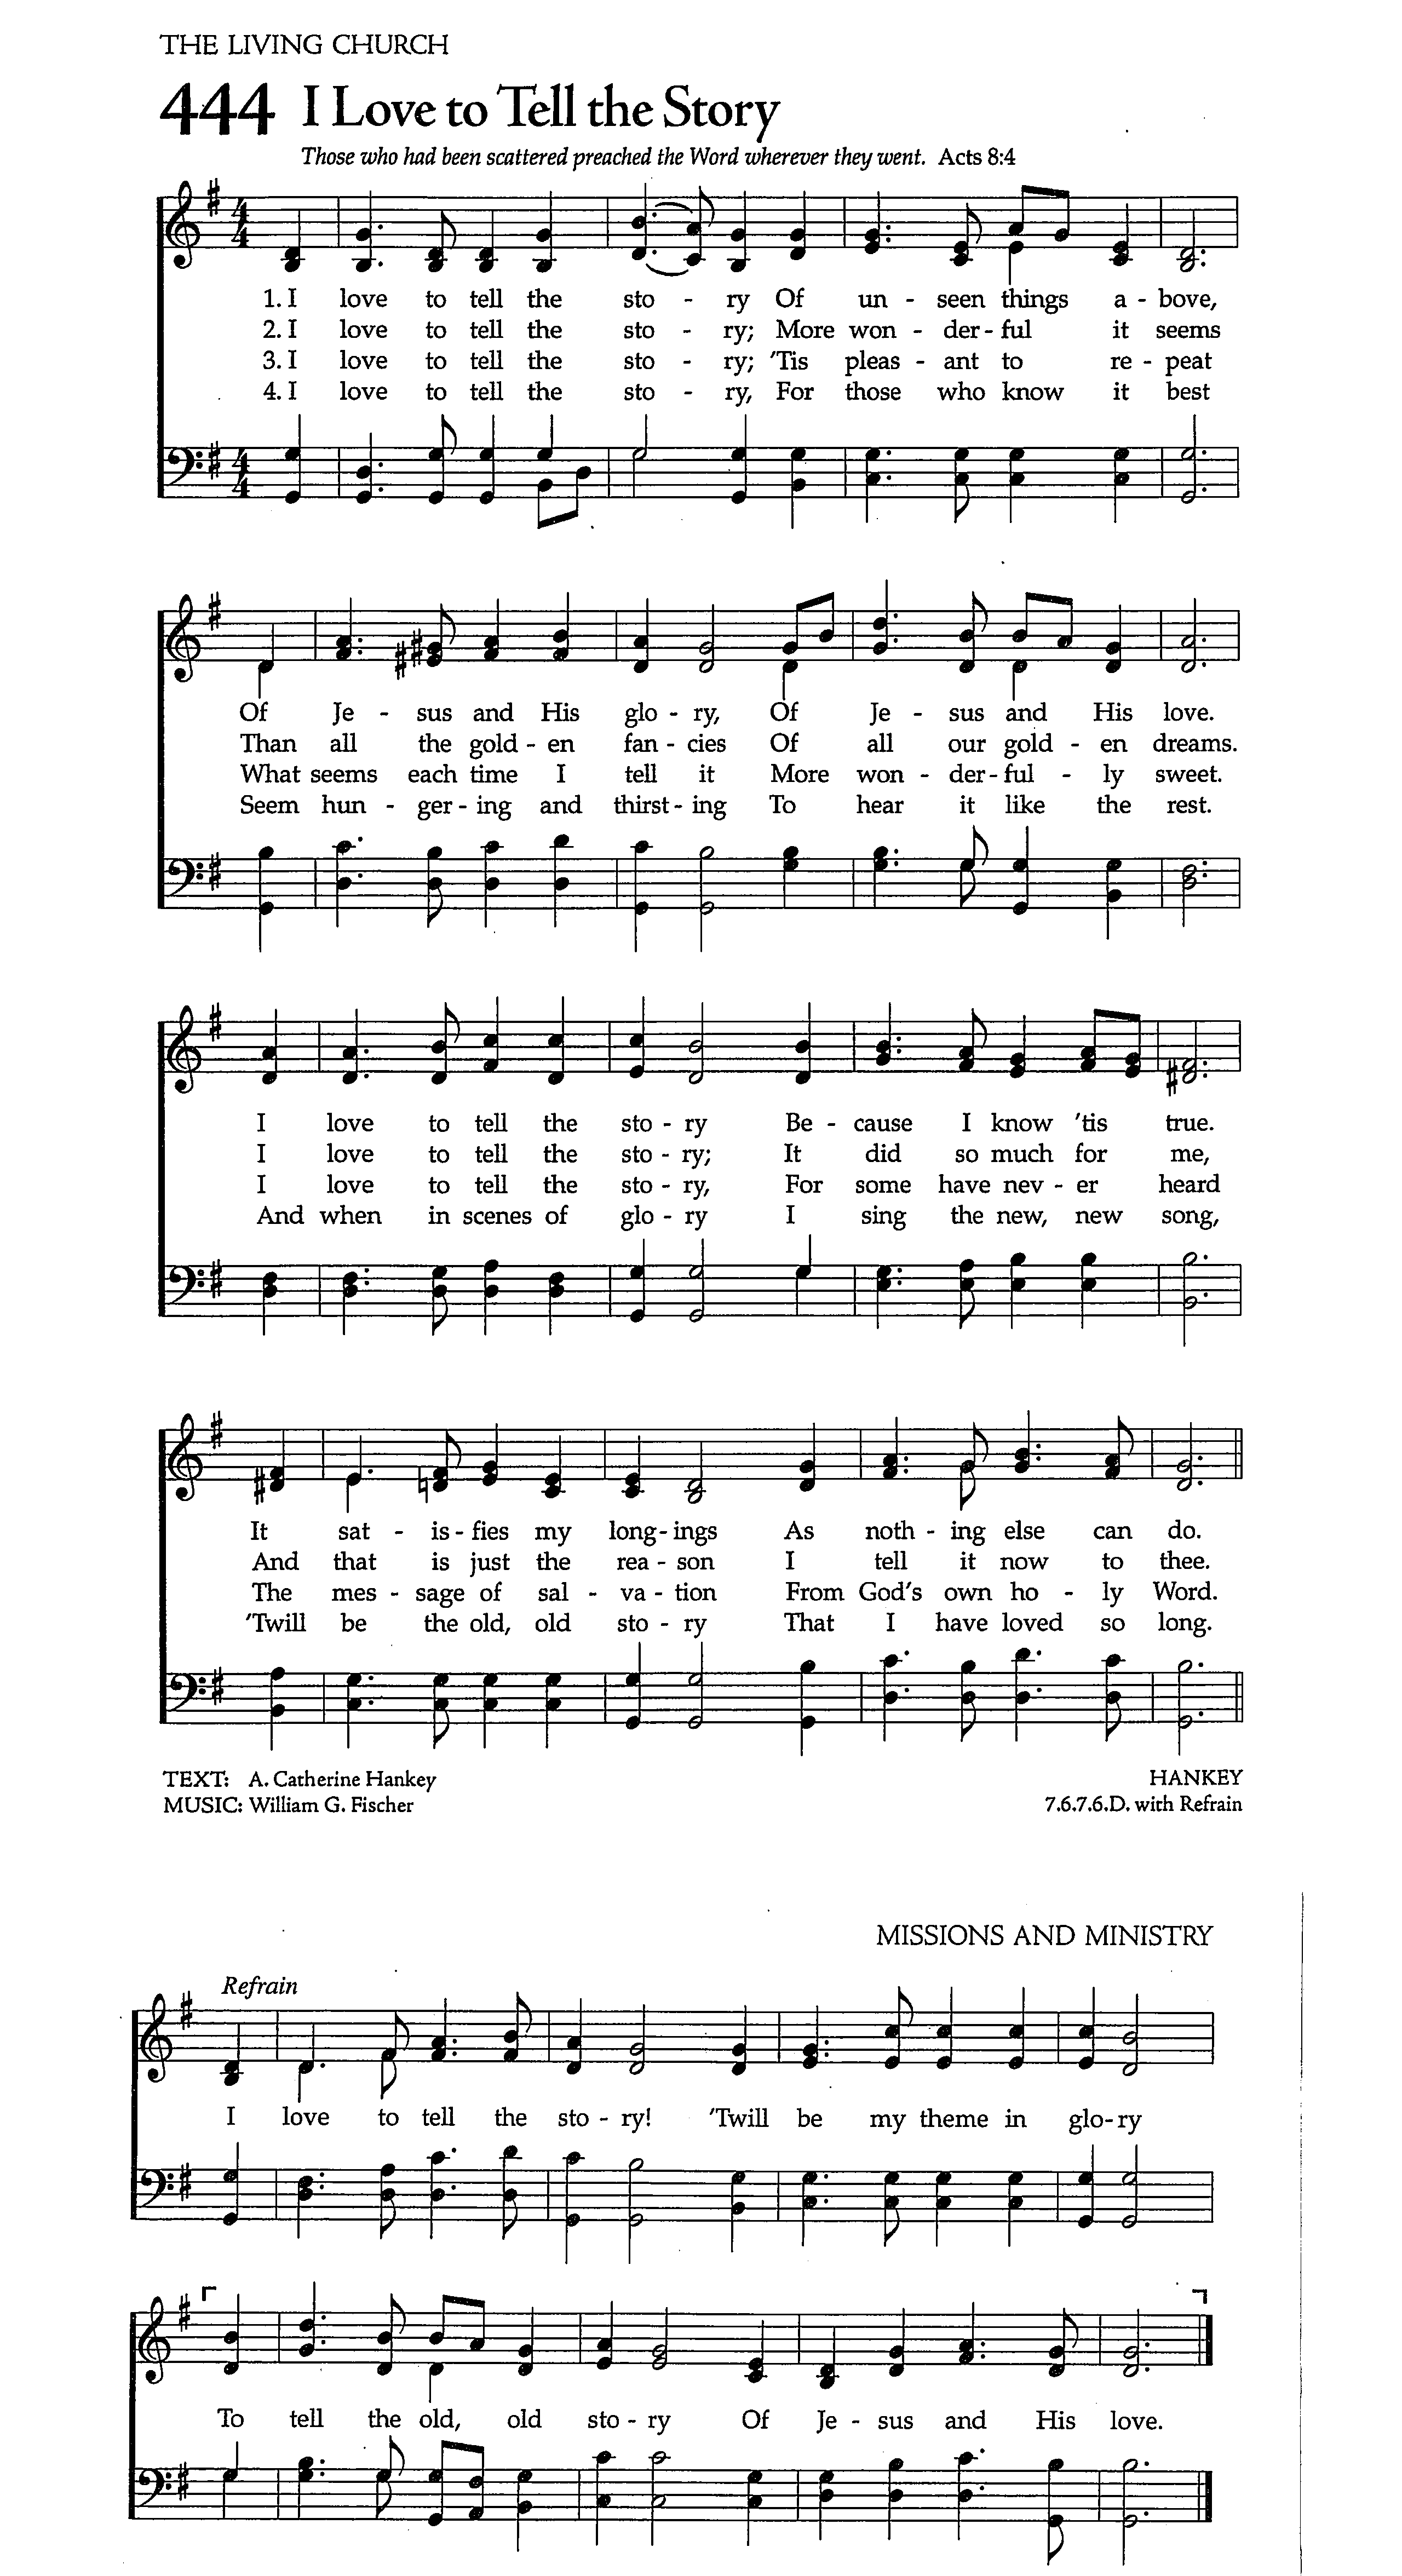 THE LIVING CHURCH
444 I Love to Tell the Story
Those who had been scattered preached the Word wherever they went. Acts 8:4
1. I love to tell the sto - ry Of un - seen things a - bove,
2. I love to tell the sto - ry; More won - der - ful it seems
3. I love to tell the sto - ry; 'Tis pleas - ant to re - peat
4. I love to tell the sto - ry, For those who know it best
Of Je - sus and His glo - ry, Of Je - sus and His love.
Than all the gold - en fan - cies Of all our gold - en dreams.
What seems each time I tell it More won - der - ful - ly sweet.
Seem hun - ger - ing and thirst - ing To hear it like the rest.
I love to tell the sto - ry Be - cause I know 'tis true.
I love to tell the sto - ry; It did so much for me,
I love to tell the sto - ry, For some have nev - er heard
And when in scenes of glo - ry I sing the new, new song,
It sat - is - fies my long - ings As noth - ing else can do.
And that is just the rea - son I tell it now to thee.
The mes - sage of sal - va - tion From God's own ho - ly Word.
'Twill be the old, old sto - ry That I have loved so long.
TEXT: A. Catherine Hankey HANKEY
MUSIC: William G. Fischer 7.6.7.6.D. with Refrain
MISSIONS AND MINISTRY
Refrain
I love to tell the sto - ry! 'Twill be my theme in glo - ry
To tell the old, old sto - ry Of Je - sus and His love.